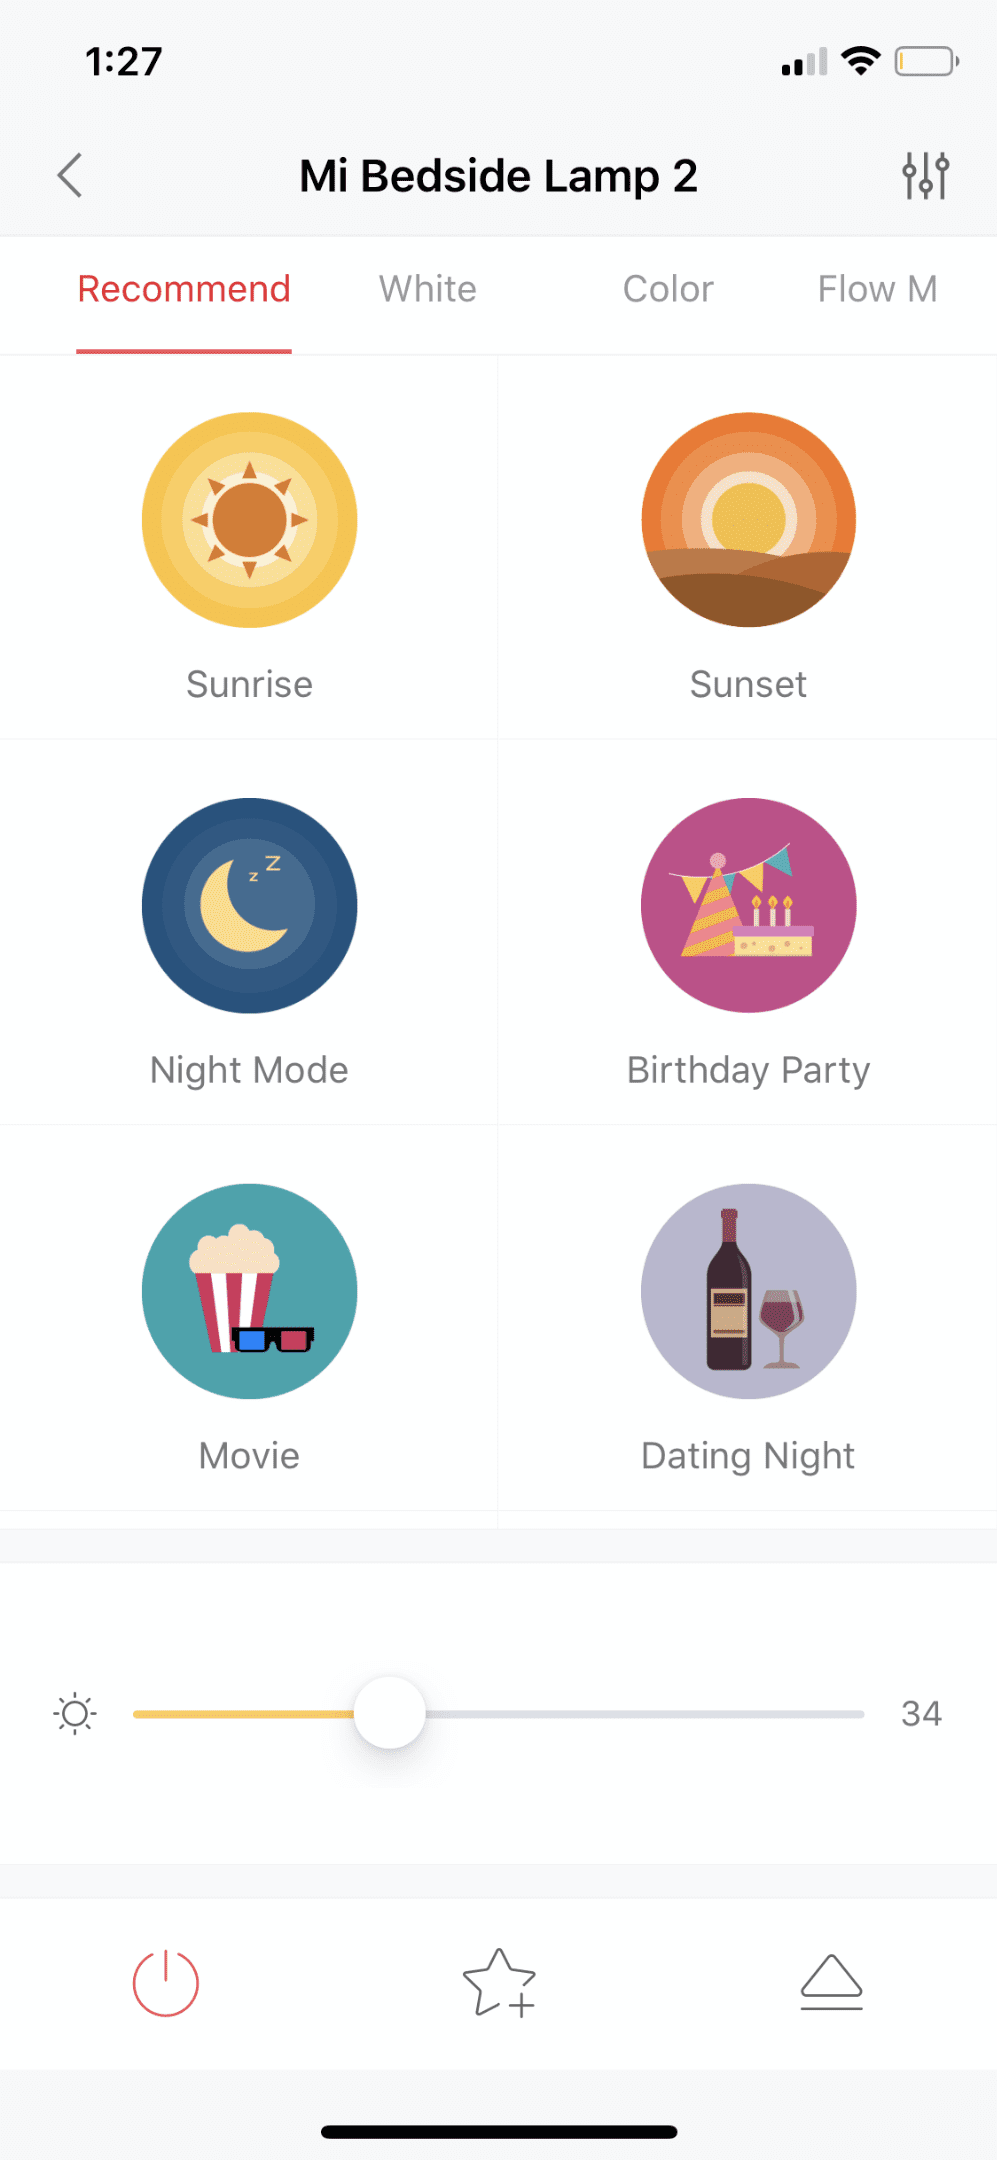 1:27
Mi Bedside Lamp 2
Recommend White Color Flow M
Sunrise Sunset
z z
Night Mode Birthday Party
Movie Dating Night
34